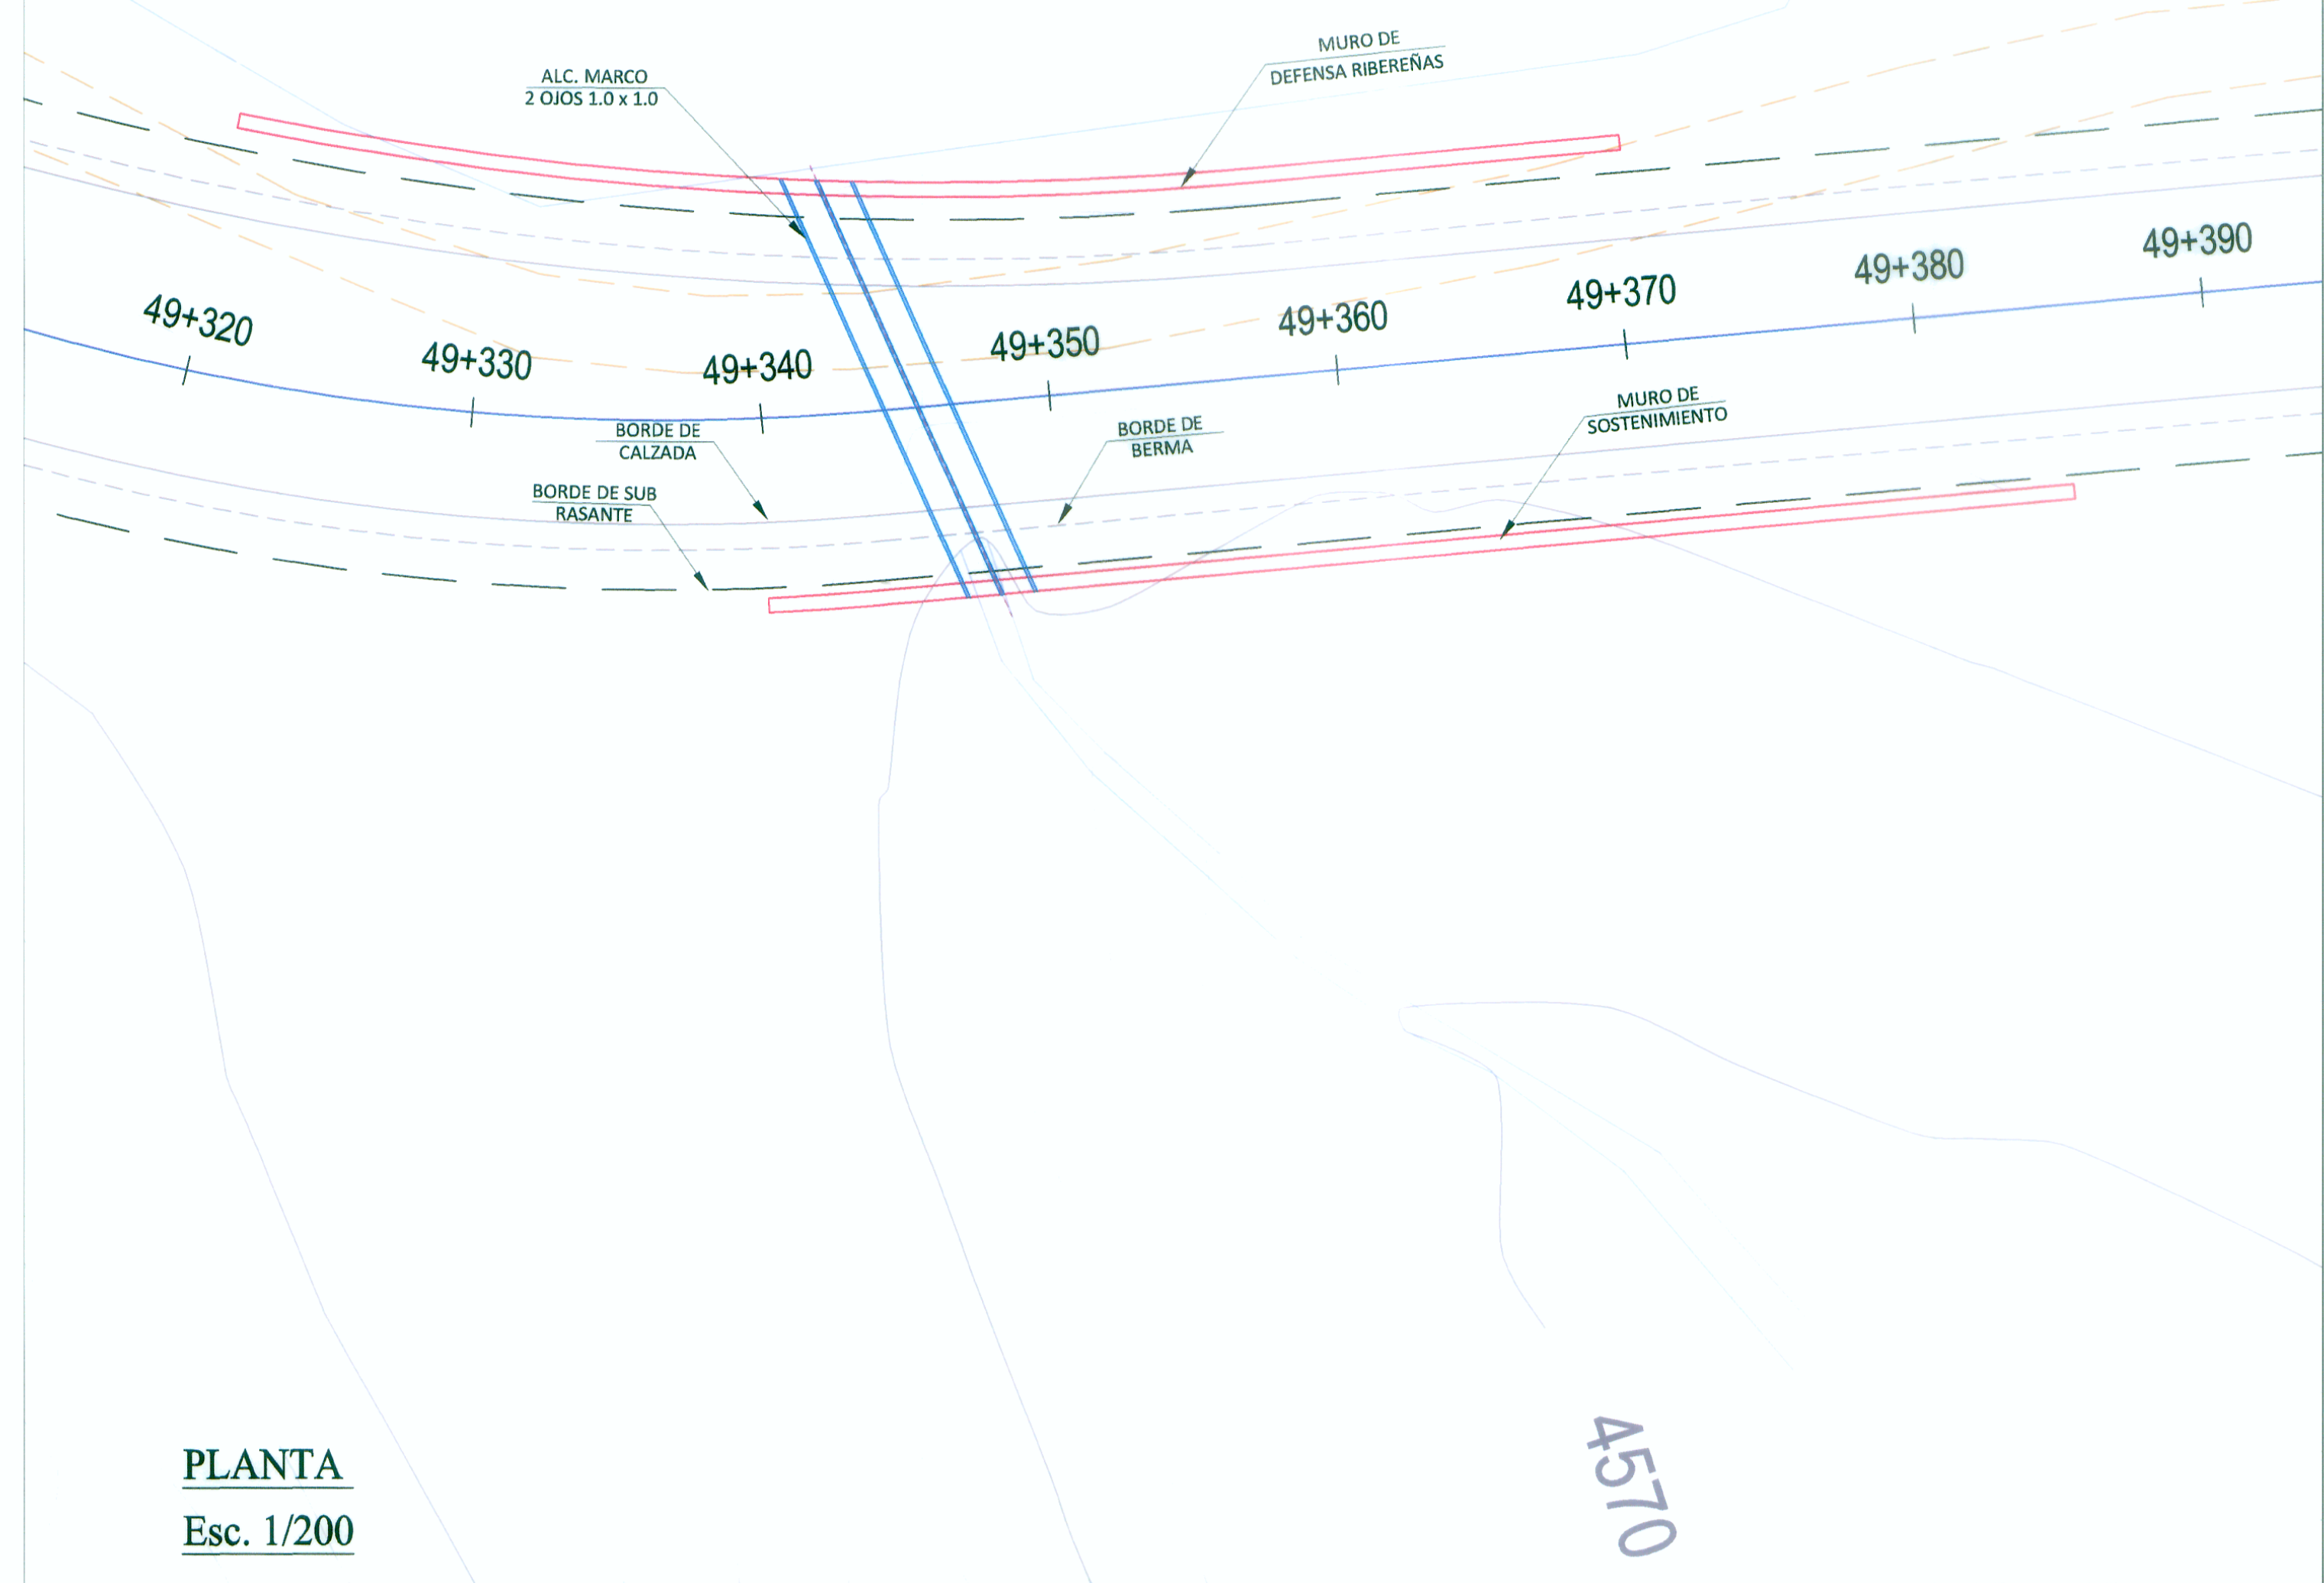 MURO DE
DEFENSA RIBEREÑAS
ALC. MARCO
2 OJOS 1.0 x 1.0
49+320
49+330
49+340
49+350
49+360
49+370
49+380
49+390
BORDE DE
CALZADA
BORDE DE
BERMA
MURO DE
SOSTENIMIENTO
BORDE DE SUB
RASANTE
4570
PLANTA
Esc. 1/200